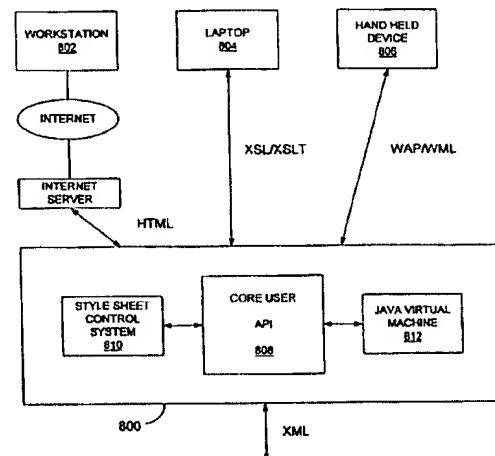 WORKSTATION
802
LAPTOP
804
HAND HELD
DEVICE
806
INTERNET
XSL/XSLT
WAP/WML
INTERNET
SERVER
HTML
STYLE SHEET
CONTROL
SYSTEM
810
CORE USER
API
808
JAVA VIRTUAL
MACHINE
812
800
XML